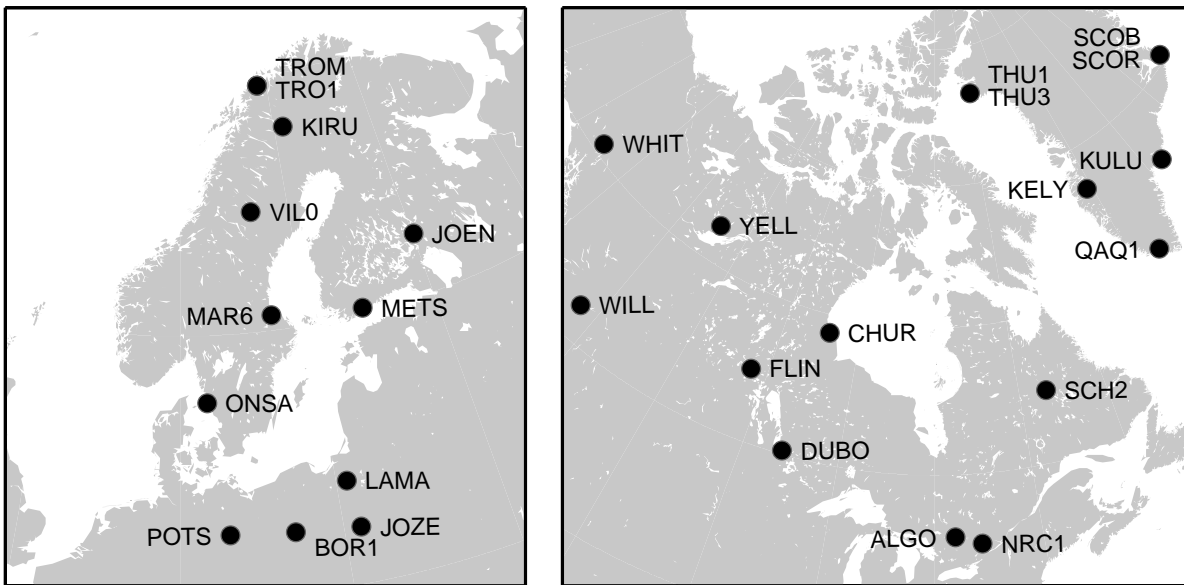 TROM
TRO1
KIRU
VIL0
JOEN
METS
MAR6
ONSA
LAMA
JOZE
BOR1
POTS
SCOB
SCOR
THU1
THU3
WHIT
KULU
KELY
YELL
QAQ1
WILL
CHUR
FLIN
SCH2
DUBO
ALGO
NRC1